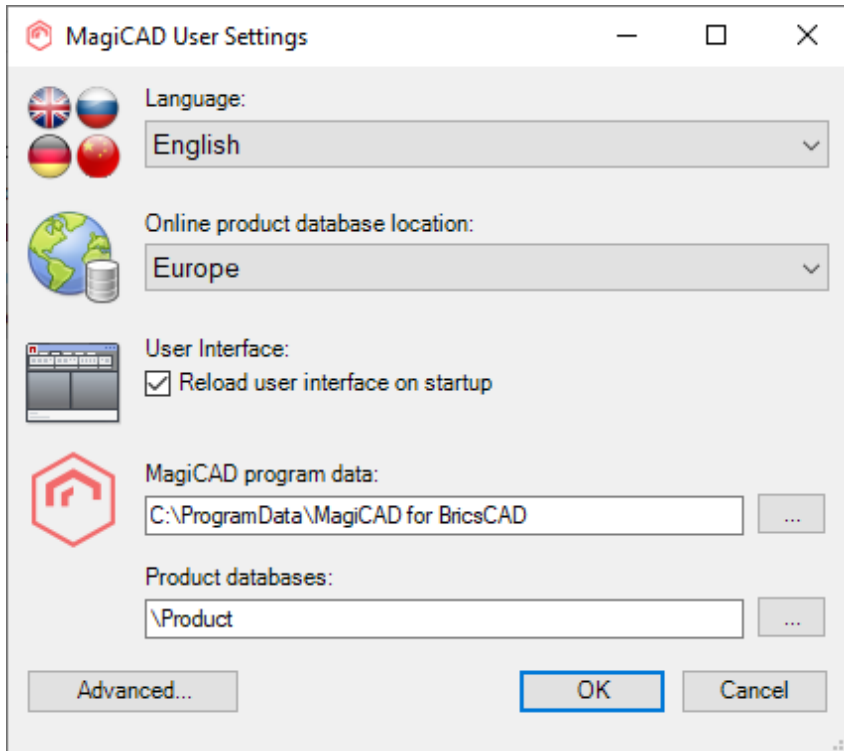 MagiCAD User Settings
Language:
English
Online product database location:
Europe
User Interface:
Reload user interface on startup
MagiCAD program data:
C:\ProgramData\MagiCAD for BricsCAD
...
Product databases:
\Product
...
Advanced...
OK
Cancel